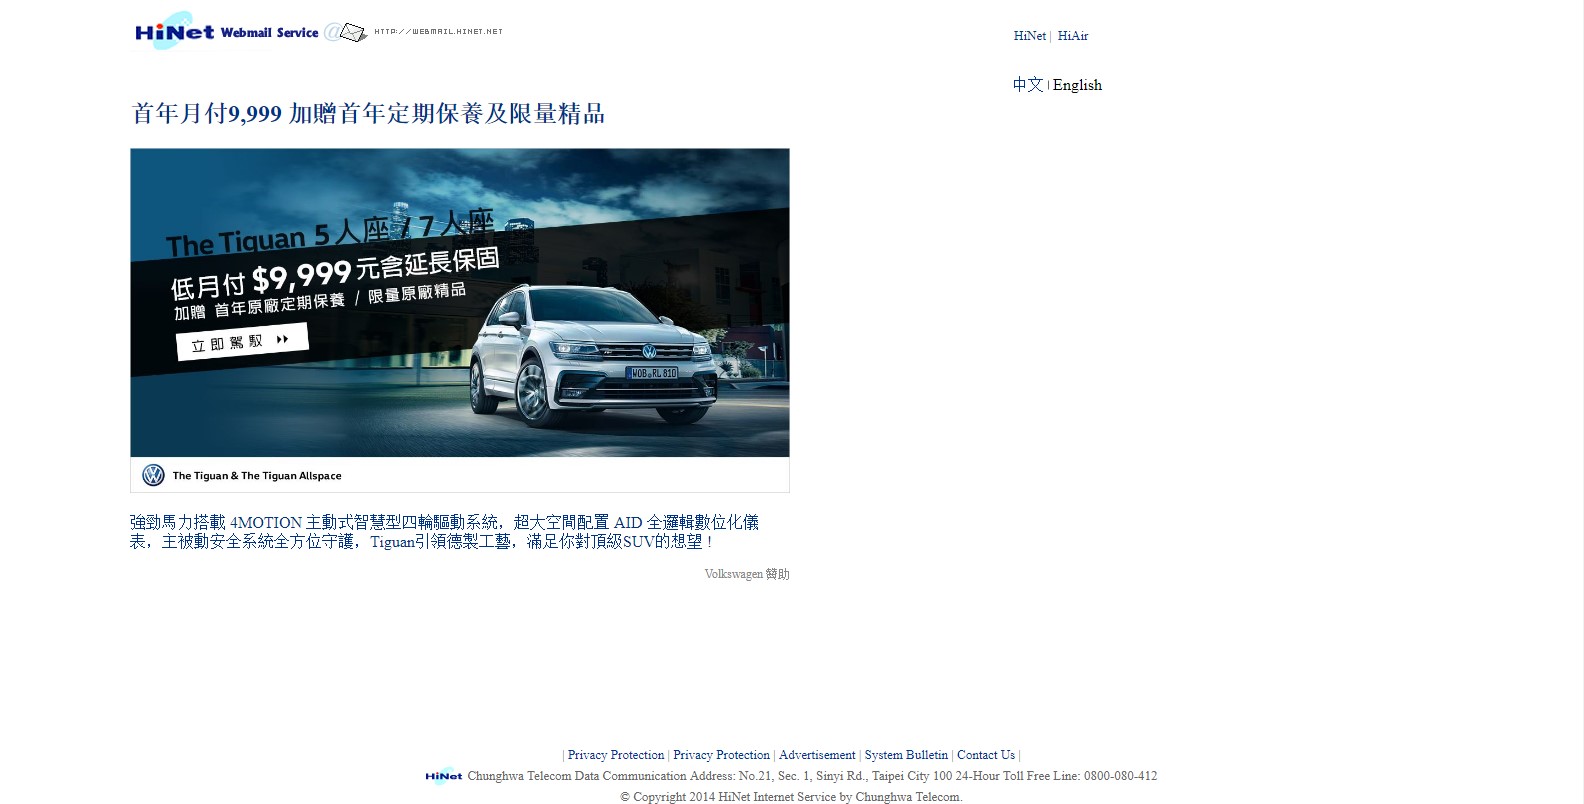 HiNet Webmail Service @ HTTP://WEBMAIL.HINET.NET
HiNet | HiAir
中文 | English
首年月付9,999 加贈首年定期保養及限量精品
The Tiguan 5人座 / 7人座
低月付 $9,999 元含延長保固
加贈 首年原廠定期保養 / 限量原廠精品
立即駕馭
WOB RL 810
The Tiguan & The Tiguan Allspace
強勁馬力搭載 4MOTION 主動式智慧型四輪驅動系統，超大空間配置 AID 全邏輯數位化儀
表，主被動安全系統全方位守護，Tiguan引領德製工藝，滿足你對頂級SUV的想望！
Volkswagen 贊助
| Privacy Protection | Privacy Protection | Advertisement | System Bulletin | Contact Us |
HiNet Chunghwa Telecom Data Communication Address: No.21, Sec. 1, Sinyi Rd., Taipei City 100 24-Hour Toll Free Line: 0800-080-412
© Copyright 2014 HiNet Internet Service by Chunghwa Telecom.